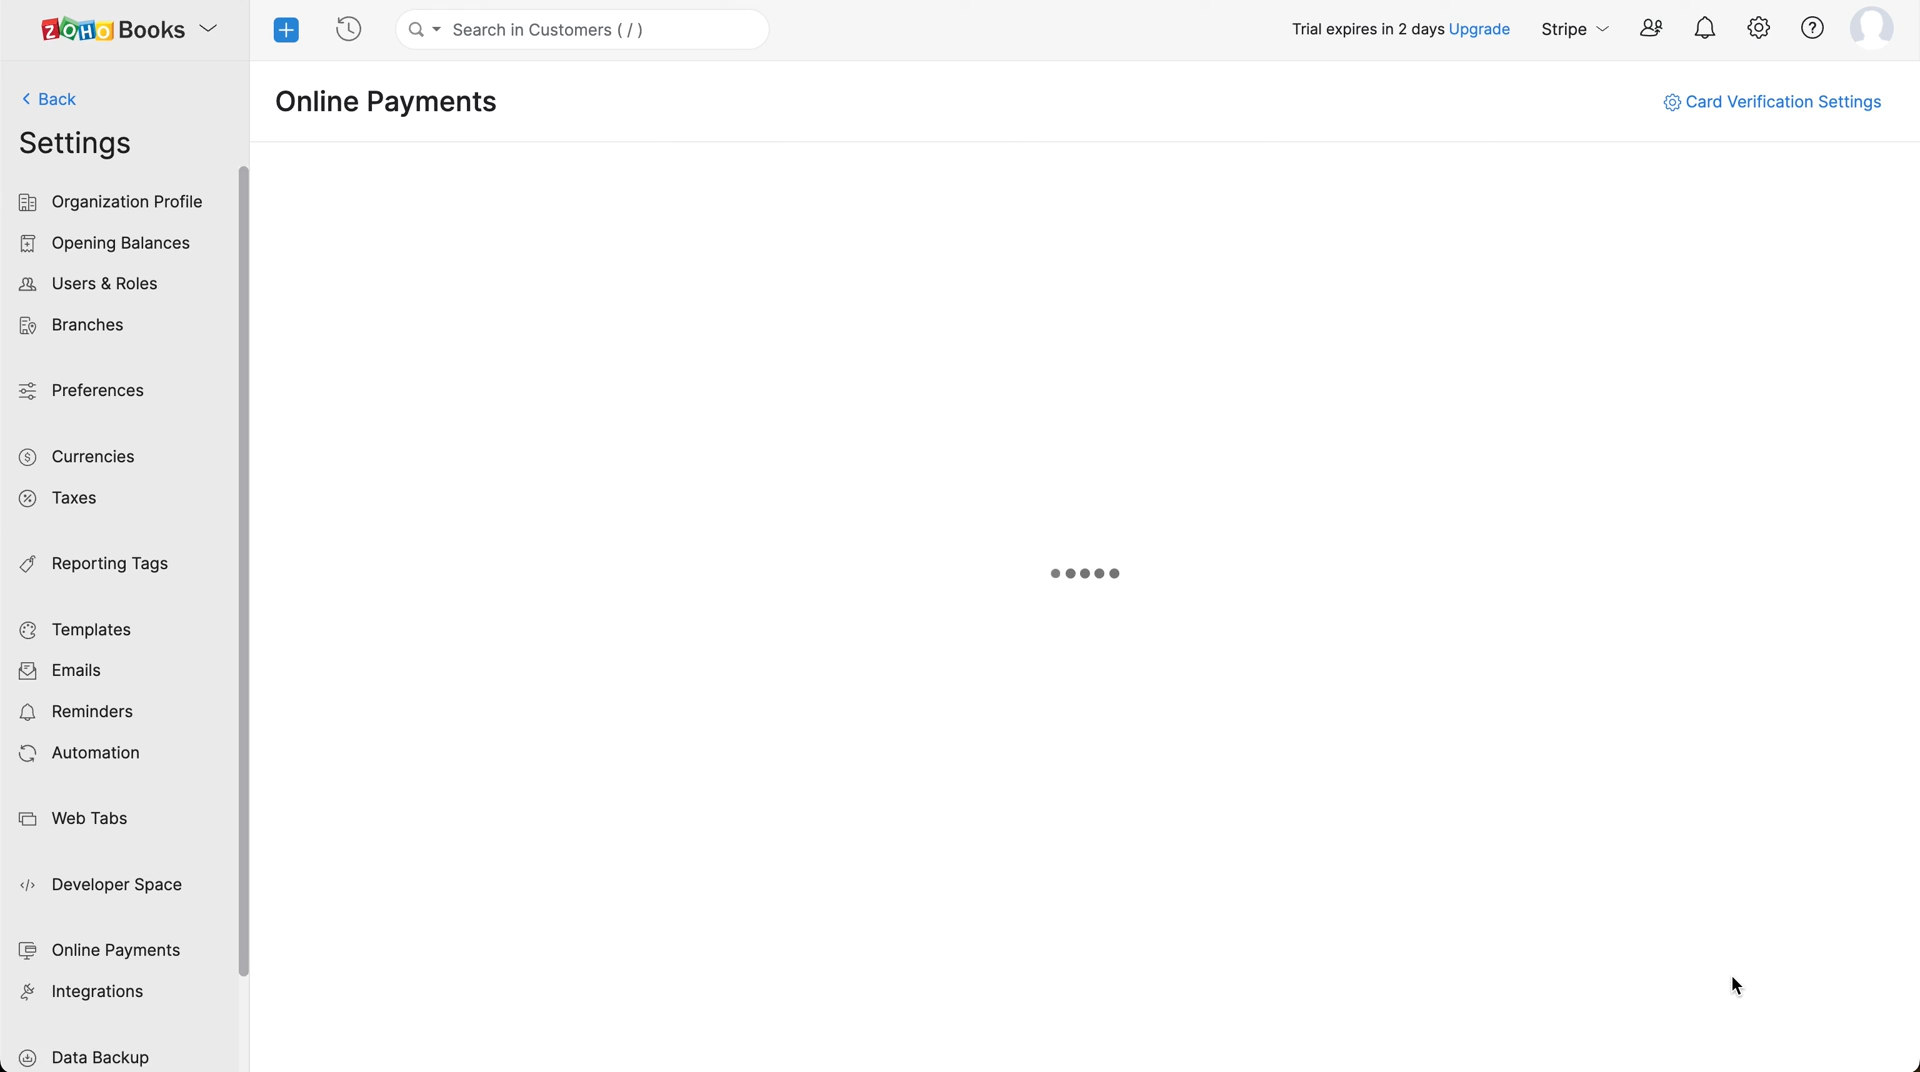 ZOHO Books
Search in Customers ( / )
Trial expires in 2 days Upgrade
Stripe
Back
Settings
Online Payments
Card Verification Settings
Organization Profile
Opening Balances
Users & Roles
Branches
Preferences
Currencies
Taxes
Reporting Tags
Templates
Emails
Reminders
Automation
Web Tabs
Developer Space
Online Payments
Integrations
Data Backup